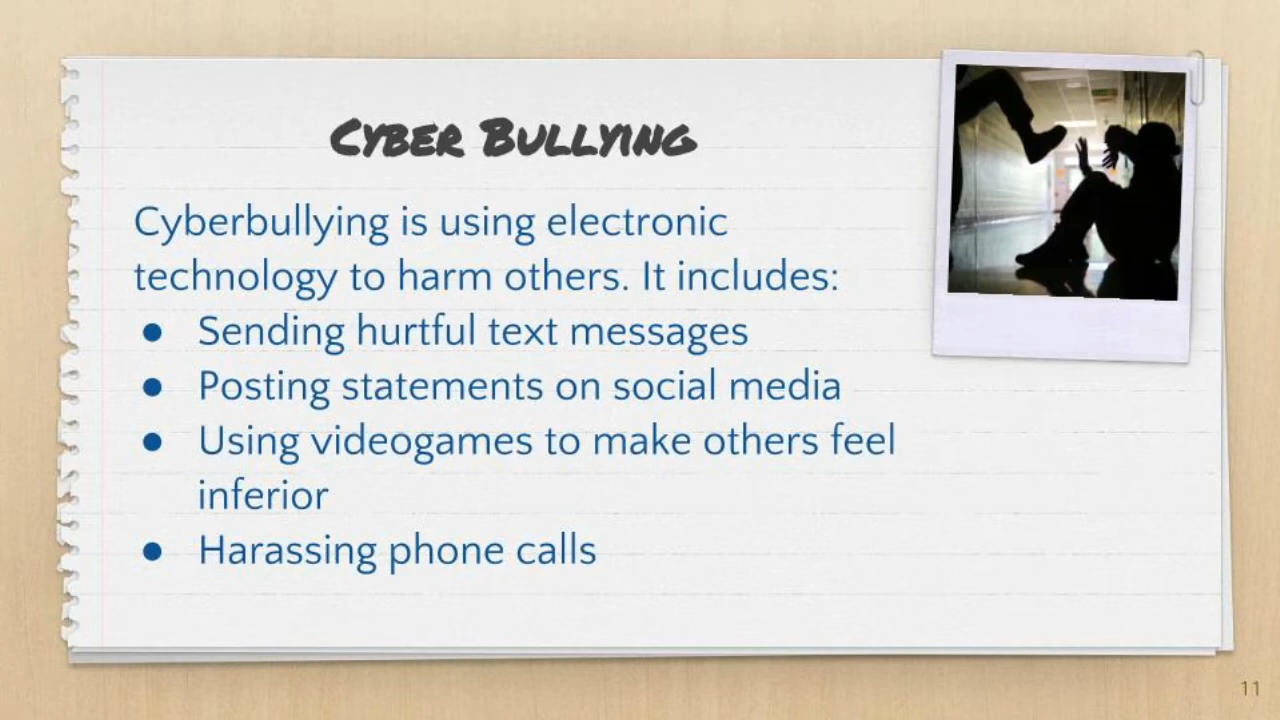 Cyber Bullying
Cyberbullying is using electronic
technology to harm others. It includes:
● Sending hurtful text messages
● Posting statements on social media
● Using videogames to make others feel
inferior
● Harassing phone calls
11